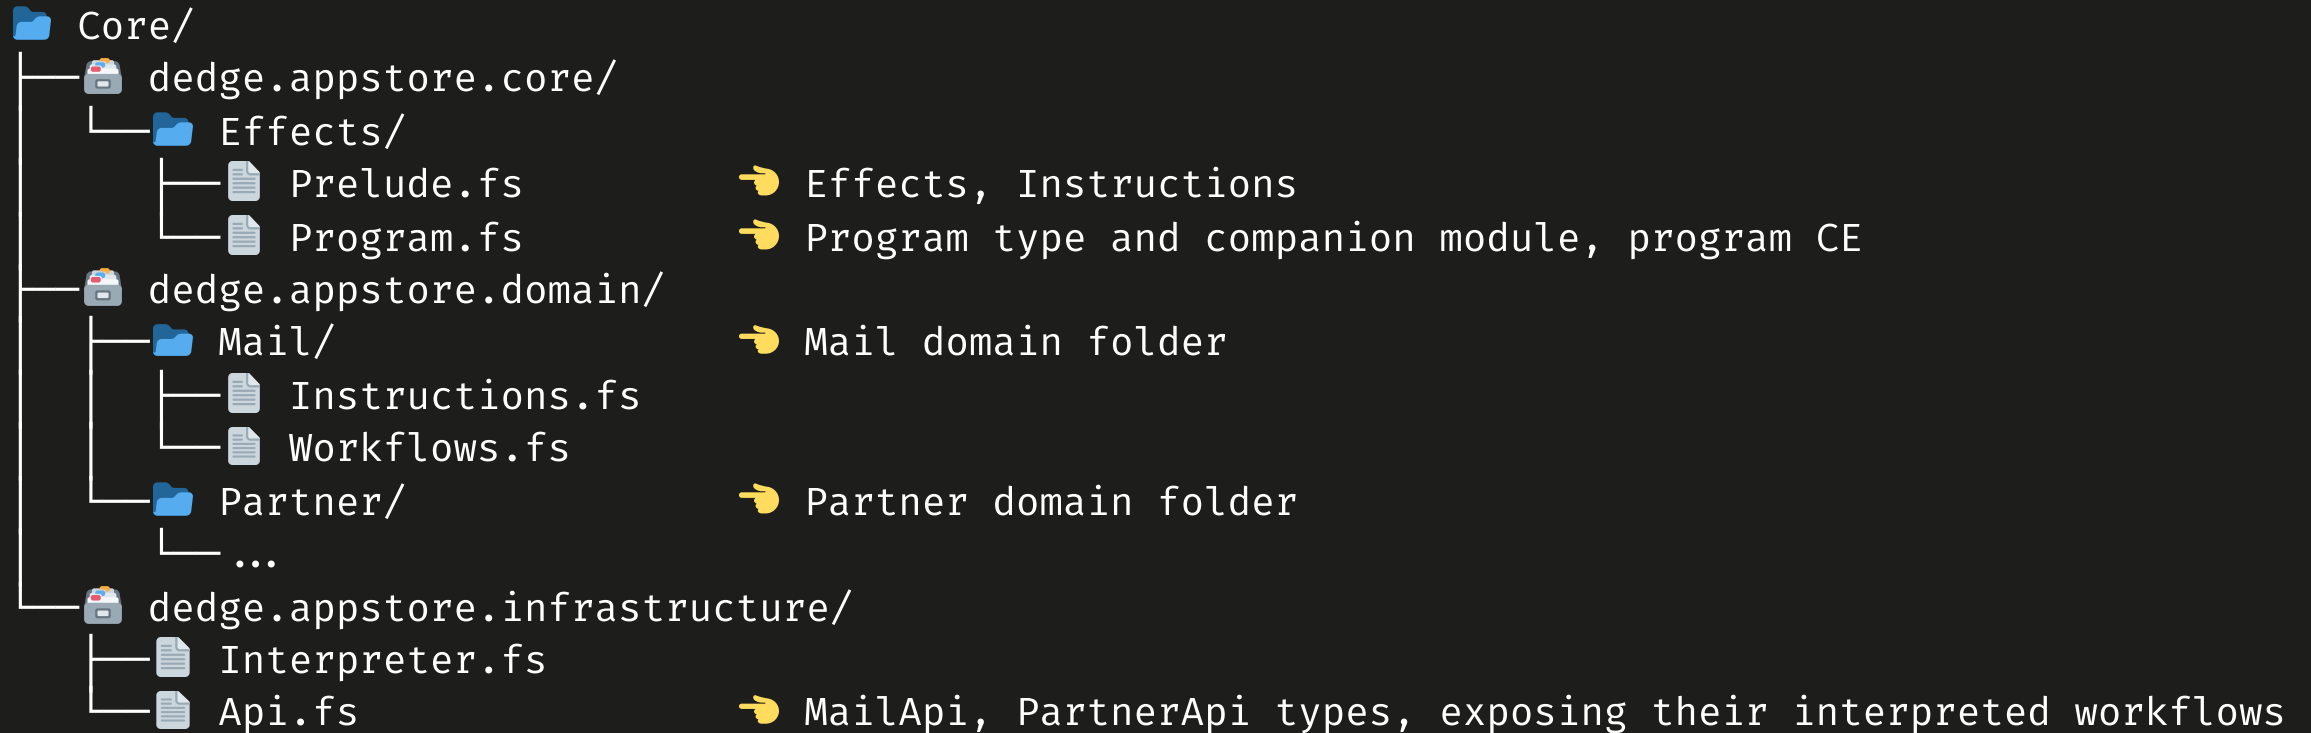 Core/
dedge.appstore.core/
Effects/
Prelude.fs Effects, Instructions
Program.fs Program type and companion module, program CE
dedge.appstore.domain/
Mail/ Mail domain folder
Instructions.fs
Workflows.fs
Partner/ Partner domain folder
...
dedge.appstore.infrastructure/
Interpreter.fs
Api.fs MailApi, PartnerApi types, exposing their interpreted workflows